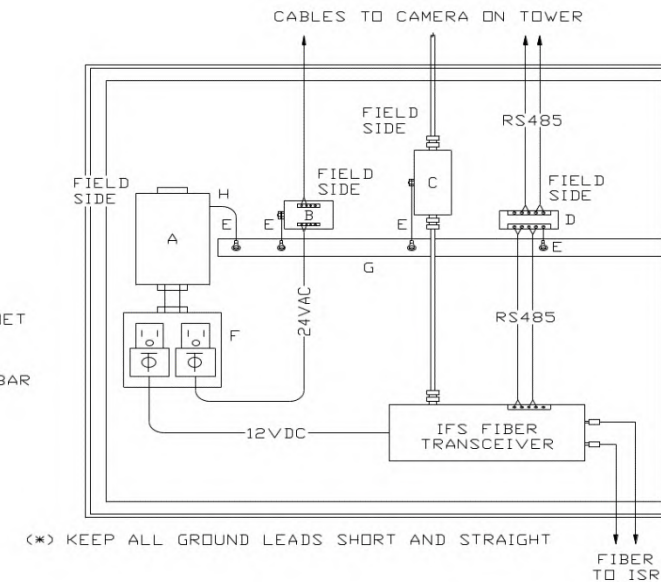 CABLES TO CAMERA ON TOWER
FIELD
SIDE
RS485
FIELD
SIDE
FIELD
SIDE
FIELD
SIDE
H
C
A
E
E
B
E
D
E
G
24VAC
RS485
F
NET
BAR
12VDC
IFS FIBER
TRANSCEIVER
(*) KEEP ALL GROUND LEADS SHORT AND STRAIGHT
FIBER
TO ISR